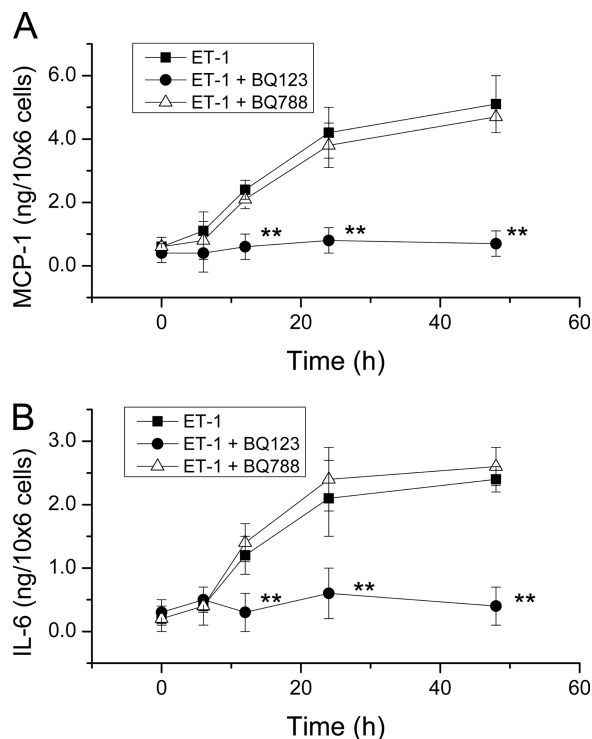 A
ET-1
ET-1 + BQ123
ET-1 + BQ788
MCP-1 (ng/10x6 cells)
6.0
4.0
2.0
0.0
**
**
**
0
20
40
60
Time (h)
B
ET-1
ET-1 + BQ123
ET-1 + BQ788
IL-6 (ng/10x6 cells)
3.0
2.0
1.0
0.0
**
**
**
0
20
40
60
Time (h)